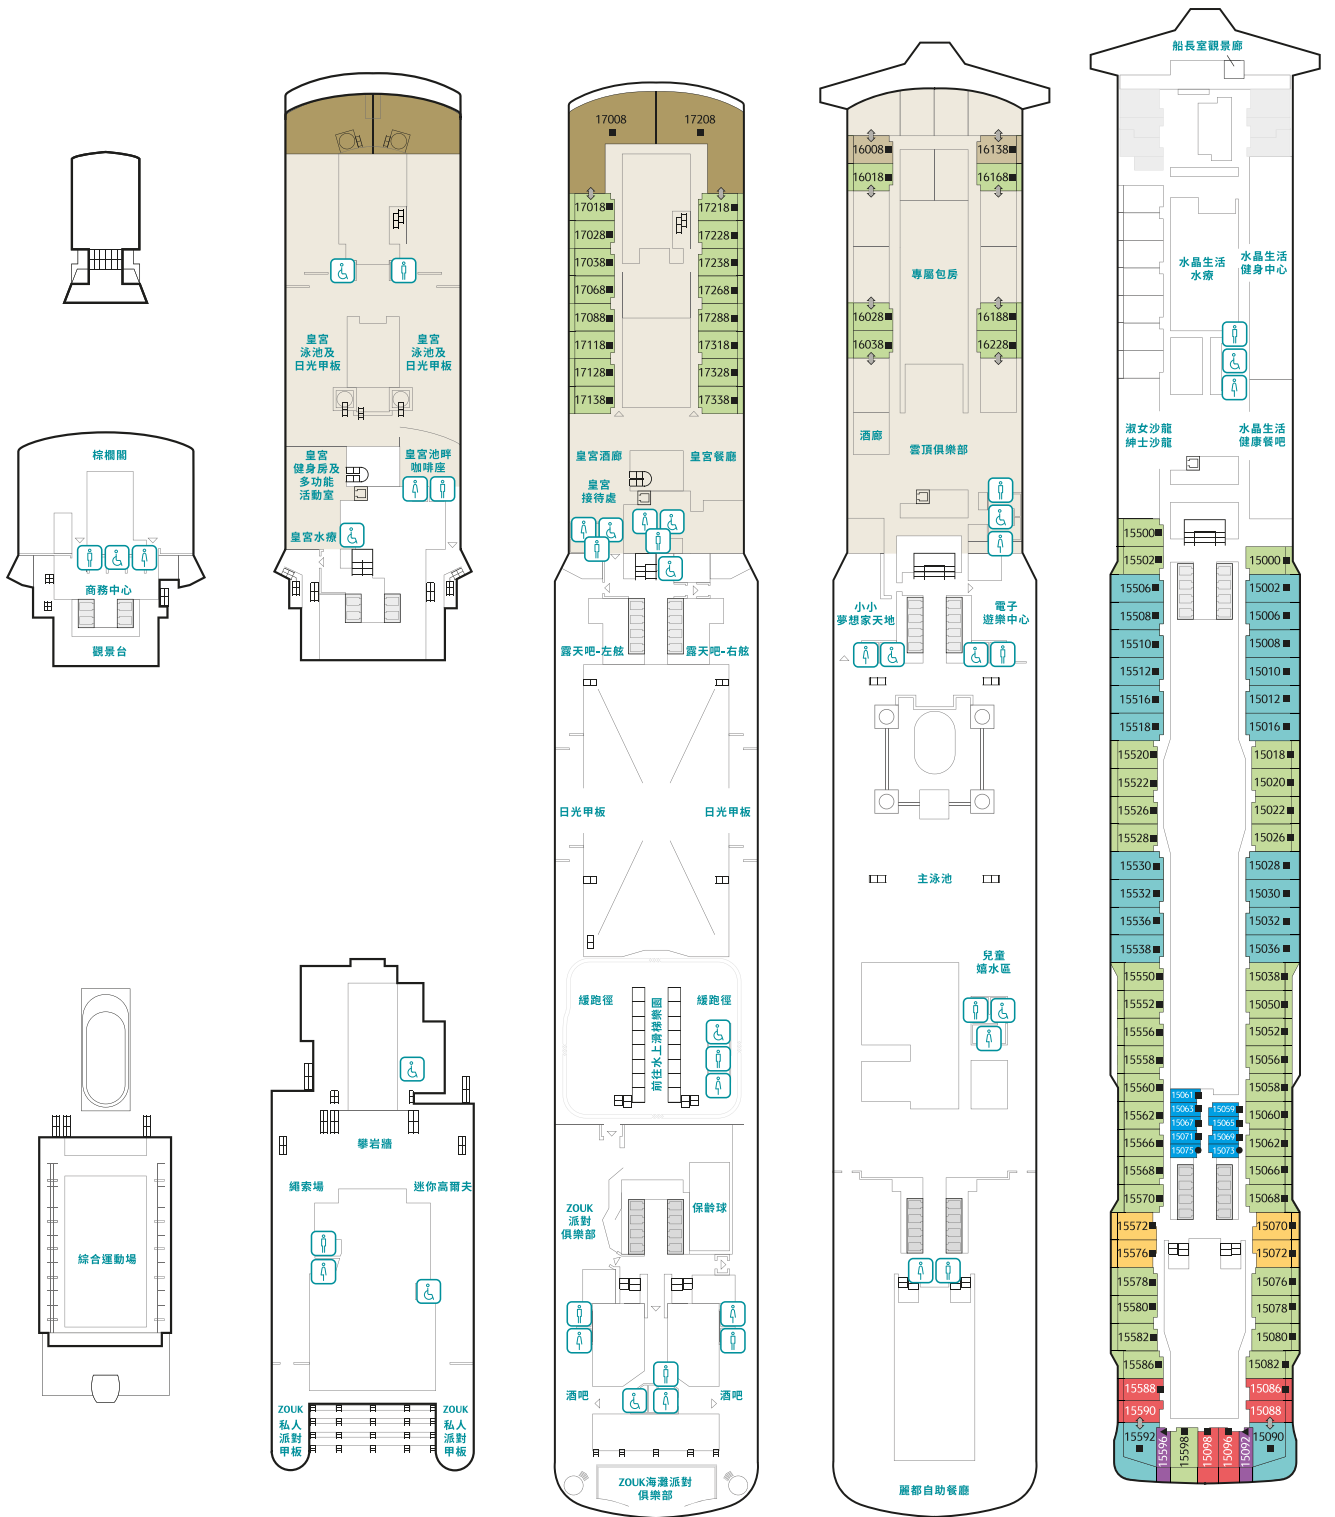 棕櫚閣
商務中心
觀景台
綜合運動場
皇宮
泳池及
日光甲板
皇宮
泳池及
日光甲板
皇宮
健身房及
多功能
活動室
皇宮池畔
咖啡座
皇宮水療
攀岩牆
繩索場
迷你高爾夫
ZOUK
私人
派對
甲板
ZOUK
私人
派對
甲板
17008
17208
17018
17218
17028
17228
17038
17238
17068
17268
17088
17288
17118
17318
17128
17328
17138
17338
皇宮酒廊
皇宮餐廳
皇宮
接待處
露天吧-左舷
露天吧-右舷
日光甲板
日光甲板
緩跑徑
緩跑徑
前往水上滑梯樂園
ZOUK
派對
俱樂部
保齡球
酒吧
酒吧
ZOUK海灘派對
俱樂部
16008
16138
16018
16168
專屬包房
16028
16188
16038
16228
酒廊
雲頂俱樂部
小小
夢想家天地
電子
遊樂中心
主泳池
兒童
嬉水區
麗都自助餐廳
船長室觀景廊
水晶生活
水療
水晶生活
健身中心
淑女沙龍
紳士沙龍
水晶生活
健康餐吧
15500
15502
15000
15506
15002
15508
15006
15510
15008
15512
15010
15516
15012
15518
15016
15520
15018
15522
15020
15526
15022
15528
15026
15530
15028
15532
15030
15536
15032
15538
15036
15550
15038
15552
15050
15556
15052
15558
15056
15560
15058
15061
15063
15059
15067
15065
15071
15069
15075
15073
15562
15060
15566
15062
15568
15066
15570
15068
15572
15070
15576
15072
15578
15076
15580
15078
15582
15080
15586
15082
15588
15086
15590
15088
15592
15090
15596
15598
15098
15096
15092